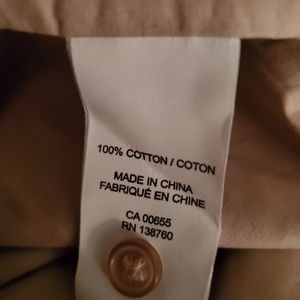 100% COTTON / COTON
MADE IN CHINA
FABRIQUÉ EN CHINE
CA 00655
RN 138760